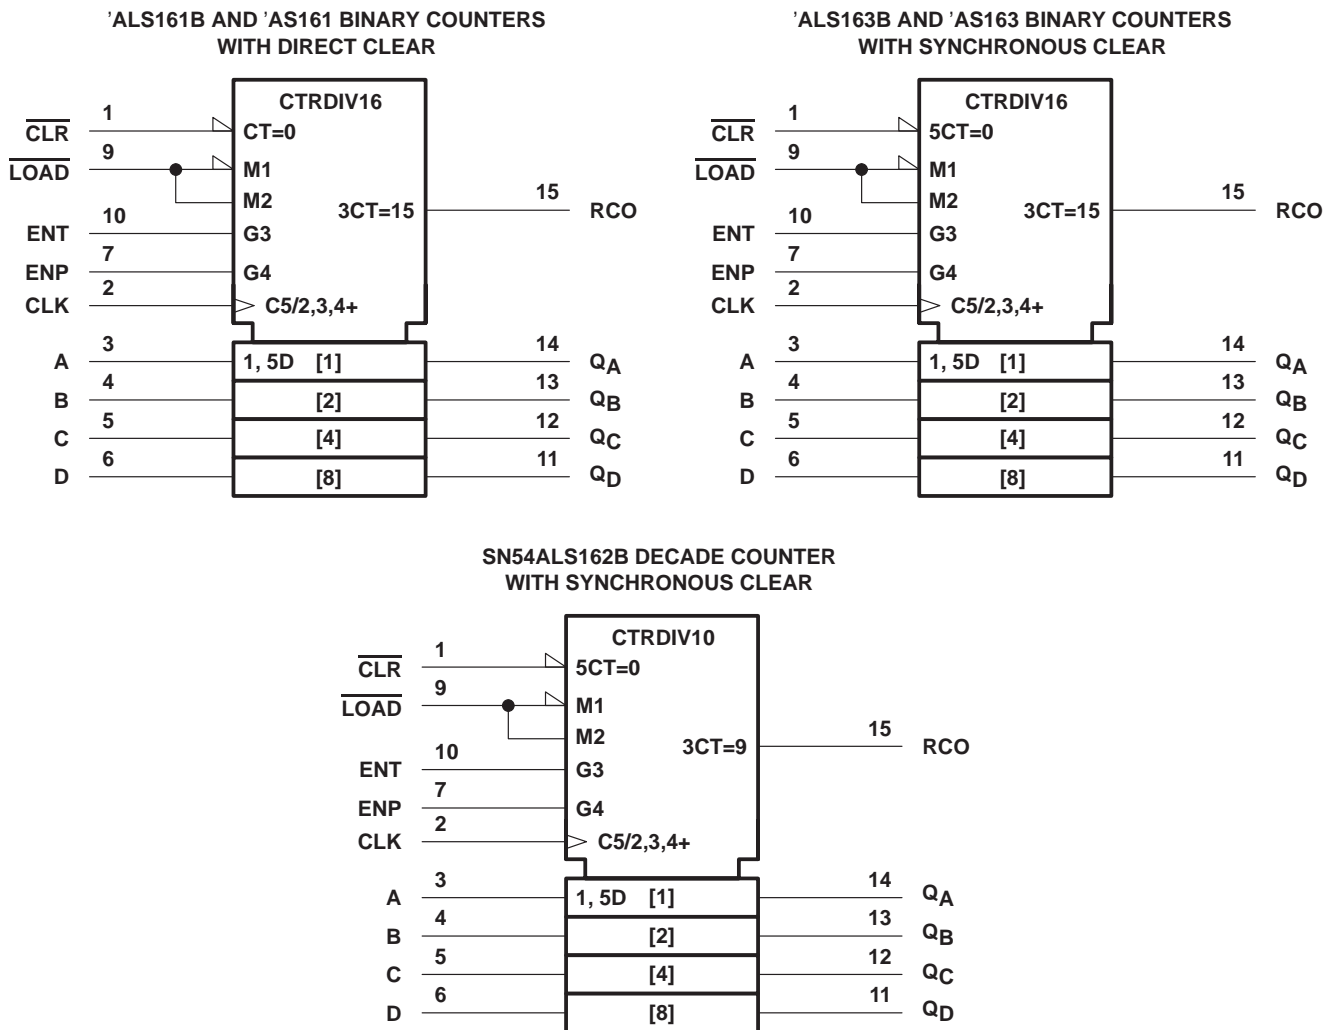 ’ALS161B AND ’AS161 BINARY COUNTERS
WITH DIRECT CLEAR
CTRDIV16
CLR 1 CT=0
LOAD 9 M1
M2
3CT=15 15 RCO
ENT 10 G3
ENP 7 G4
CLK 2 C5/2,3,4+
A 3 1, 5D [1] 14 QA
B 4 [2] 13 QB
C 5 [4] 12 QC
D 6 [8] 11 QD
’ALS163B AND ’AS163 BINARY COUNTERS
WITH SYNCHRONOUS CLEAR
CTRDIV16
CLR 1 5CT=0
LOAD 9 M1
M2
3CT=15 15 RCO
ENT 10 G3
ENP 7 G4
CLK 2 C5/2,3,4+
A 3 1, 5D [1] 14 QA
B 4 [2] 13 QB
C 5 [4] 12 QC
D 6 [8] 11 QD
SN54ALS162B DECADE COUNTER
WITH SYNCHRONOUS CLEAR
CTRDIV10
CLR 1 5CT=0
LOAD 9 M1
M2
3CT=9 15 RCO
ENT 10 G3
ENP 7 G4
CLK 2 C5/2,3,4+
A 3 1, 5D [1] 14 QA
B 4 [2] 13 QB
C 5 [4] 12 QC
D 6 [8] 11 QD